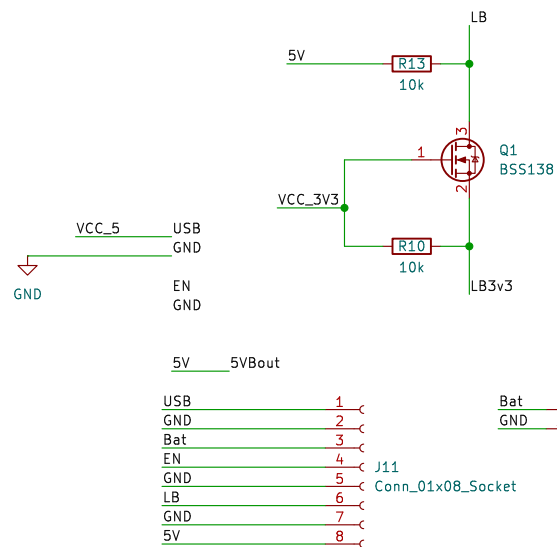 LB
5V
R13
10k
3
1
Q1
BSS138
2
VCC_3V3
VCC_5
USB
GND
R10
10k
GND
EN
GND
LB3v3
5V
5VBout
USB
1
GND
2
Bat
3
EN
4
GND
5
LB
6
GND
7
5V
8
J11
Conn_01x08_Socket
Bat
GND